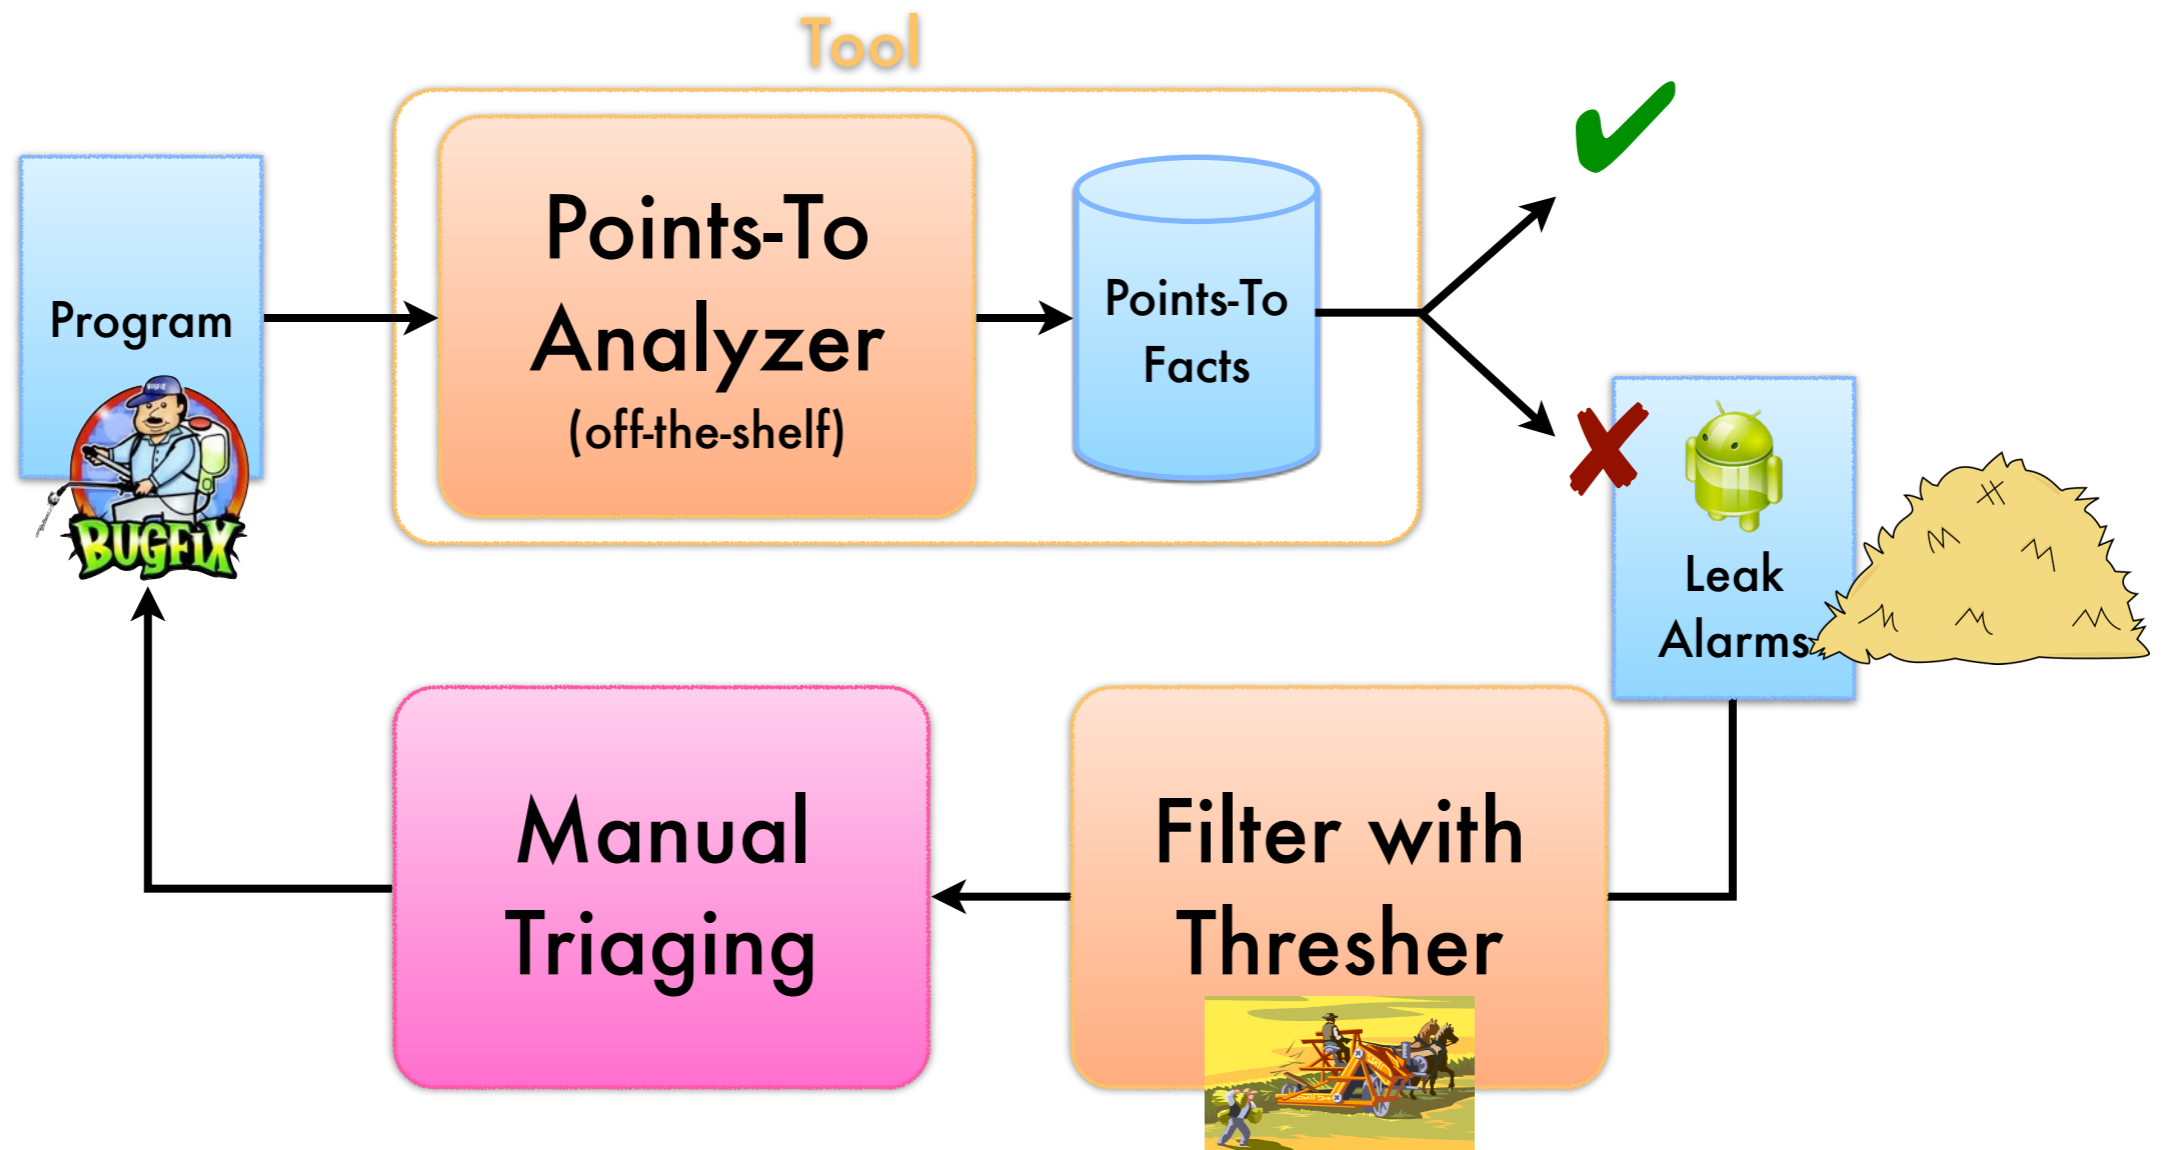 Tool
Program
Points-To
Analyzer
(off-the-shelf)
Points-To
Facts
BUGFIX
Leak
Alarms
Manual
Triaging
Filter with
Thresher